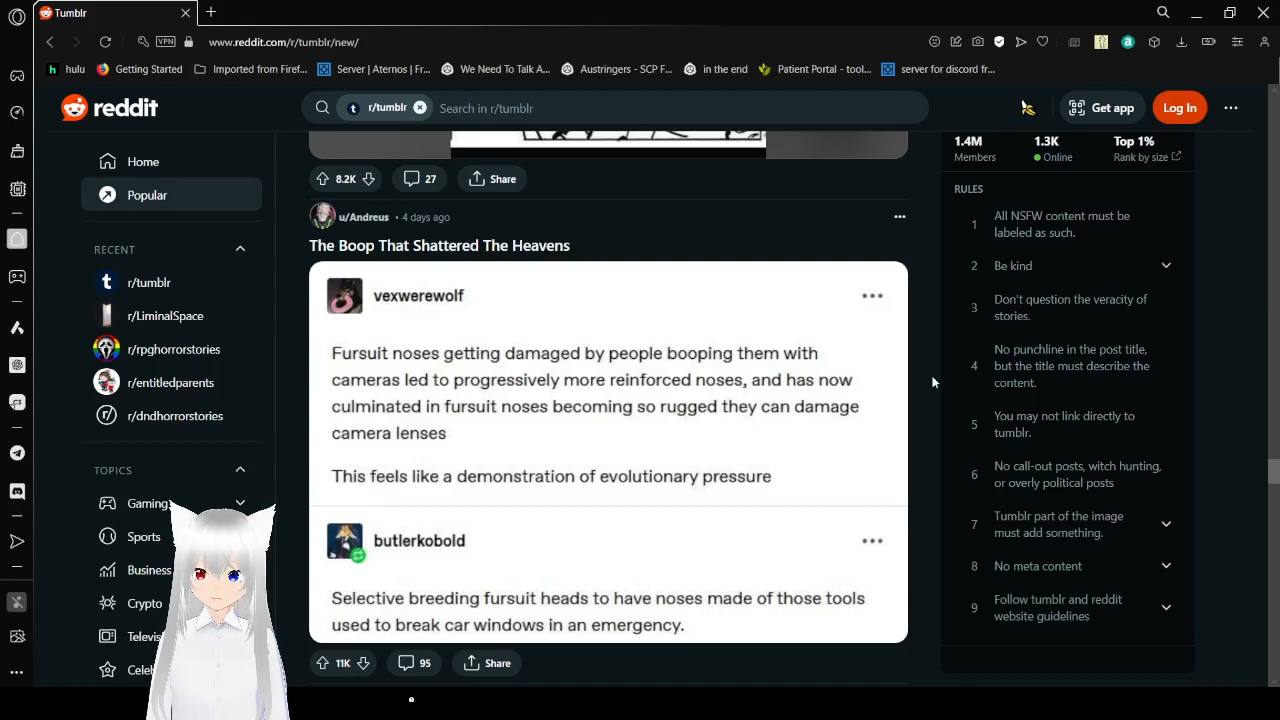 Tumblr
VPN
www.reddit.com/r/tumblr/new/
hulu
Getting Started
Imported from Firef...
Server | Aternos | Fr...
We Need To Talk A...
Austringers - SCP F...
in the end
Patient Portal - tool...
server for discord fr...
reddit
r/tumblr
Search in r/tumblr
Get app
Log In
Home
Popular
RECENT
r/tumblr
r/LiminalSpace
r/rpghorrorstories
r/entitledparents
r/dndhorrorstories
TOPICS
Gaming
Sports
Business
Crypto
8.2K
27
Share
u/Andreus • 4 days ago
The Boop That Shattered The Heavens
vexwerewolf
Fursuit noses getting damaged by people booping them with
cameras led to progressively more reinforced noses, and has now
culminated in fursuit noses becoming so rugged they can damage
camera lenses
This feels like a demonstration of evolutionary pressure
butlerkobold
Selective breeding fursuit heads to have noses made of those tools
used to break car windows in an emergency.
11K
95
Share
1.4M
Members
1.3K
Online
Top 1%
Rank by size
RULES
1
All NSFW content must be
labeled as such.
2
Be kind
3
Don't question the veracity of
stories.
4
No punchline in the post title,
but the title must describe the
content.
5
You may not link directly to
tumblr.
6
No call-out posts, witch hunting,
or overly political posts
7
Tumblr part of the image
must add something.
8
No meta content
9
Follow tumblr and reddit
website guidelines